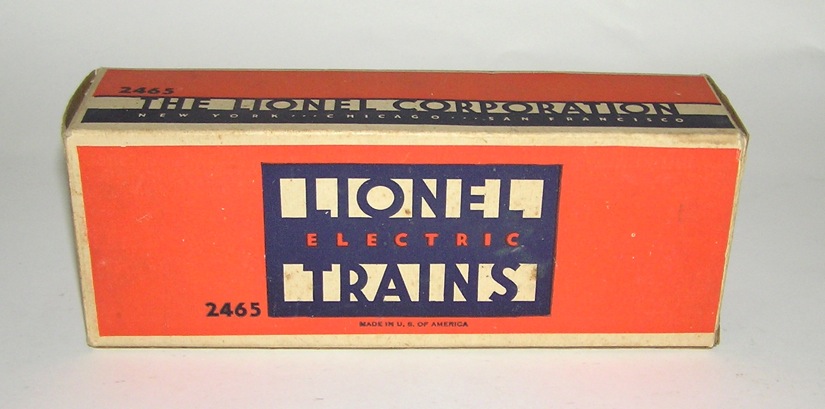 2465
THE LIONEL CORPORATION
NEW YORK···CHICAGO···SAN FRANCISCO
LIONEL
ELECTRIC
TRAINS
2465
MADE IN U. S. OF AMERICA